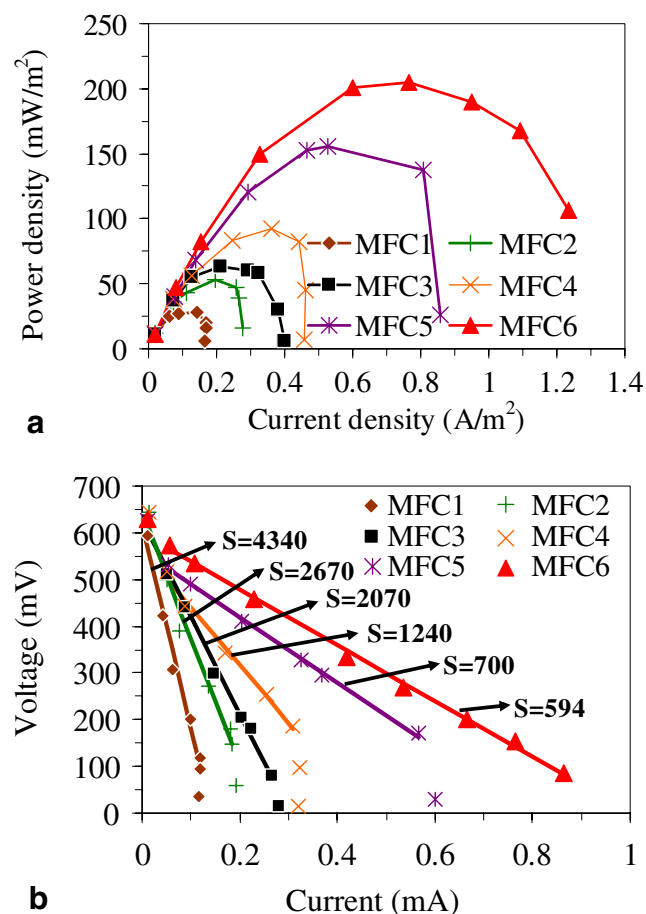 250
200
150
100
50
0
Power density (mW/m²)
MFC1 MFC2
MFC3 MFC4
MFC5 MFC6
0 0.2 0.4 0.6 0.8 1 1.2 1.4
Current density (A/m²)
a
700
600
500
400
300
200
100
0
Voltage (mV)
MFC1 MFC2
MFC3 MFC4
MFC5 MFC6
S=4340
S=2670
S=2070
S=1240
S=700
S=594
0 0.2 0.4 0.6 0.8 1
Current (mA)
b